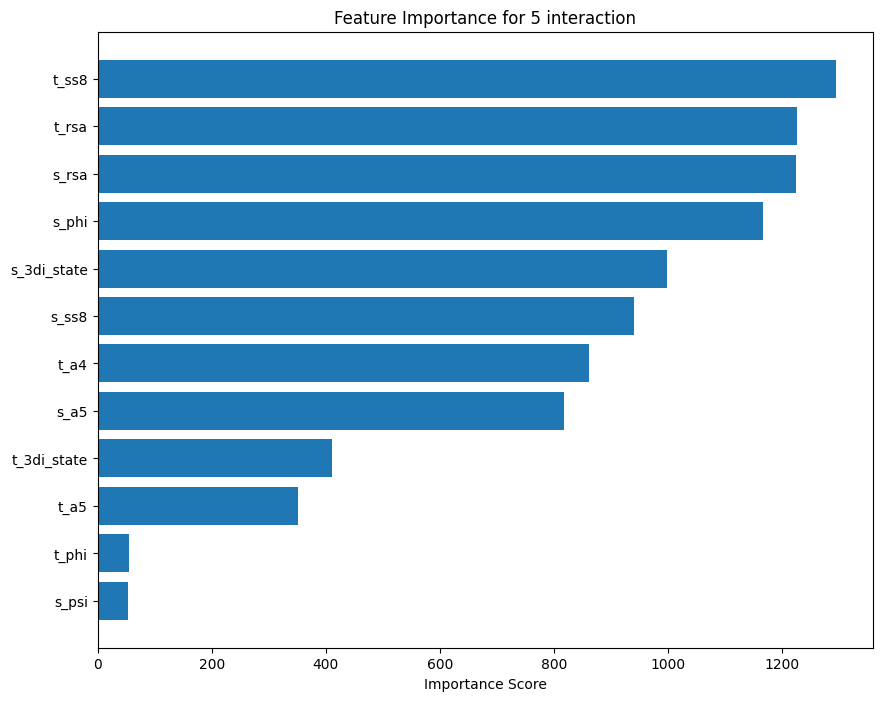 Feature Importance for 5 interaction
t_ss8
t_rsa
s_rsa
s_phi
s_3di_state
s_ss8
t_a4
s_a5
t_3di_state
t_a5
t_phi
s_psi
0 200 400 600 800 1000 1200
Importance Score